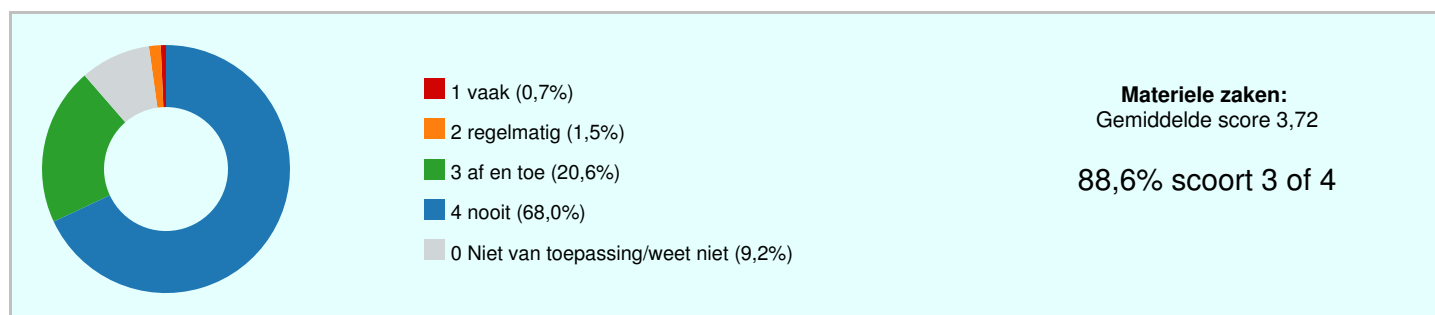 1 vaak (0,7%)
2 regelmatig (1,5%)
3 af en toe (20,6%)
4 nooit (68,0%)
0 Niet van toepassing/weet niet (9,2%)
Materiele zaken:
Gemiddelde score 3,72
88,6% scoort 3 of 4